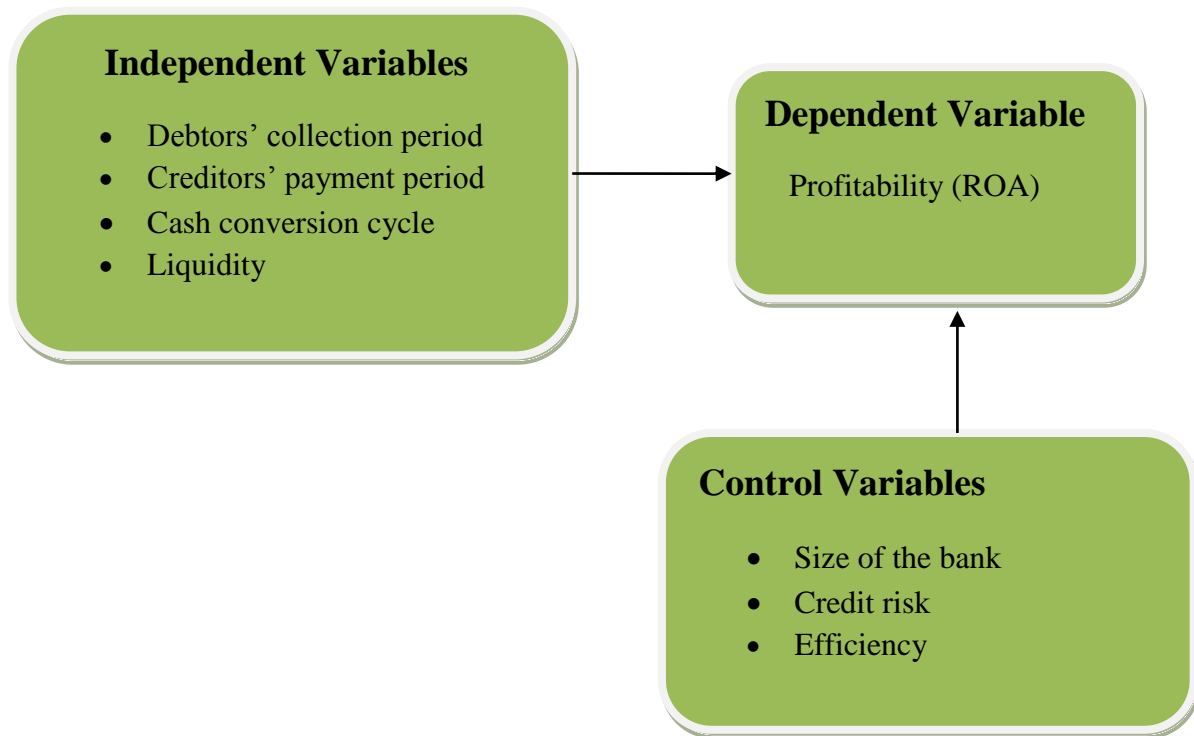 Independent Variables
• Debtors’ collection period
• Creditors’ payment period
• Cash conversion cycle
• Liquidity
Dependent Variable
Profitability (ROA)
Control Variables
• Size of the bank
• Credit risk
• Efficiency